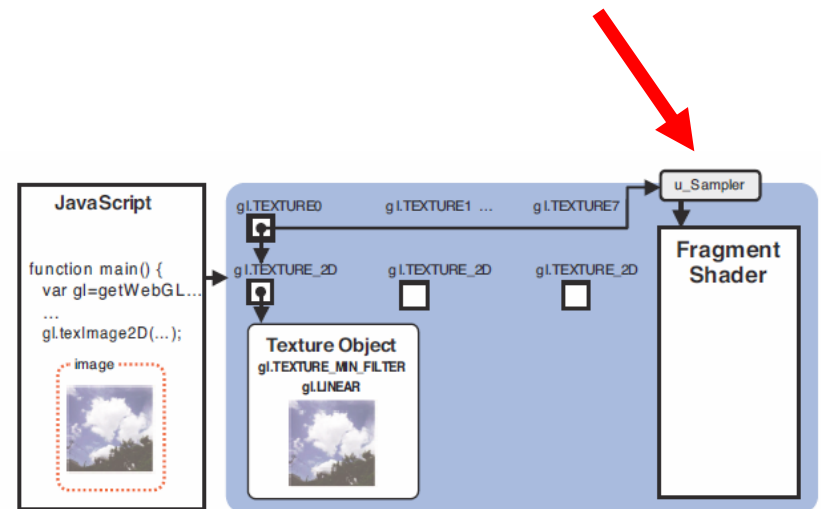 JavaScript
function main() {
var gl=getWebGL...
...
gl.texImage2D(...);
image
gl.TEXTURE0
gl.TEXTURE1 ...
gl.TEXTURE7
gl.TEXTURE_2D
gl.TEXTURE_2D
gl.TEXTURE_2D
Texture Object
gl.TEXTURE_MIN_FILTER
gl.LINEAR
u_Sampler
Fragment
Shader